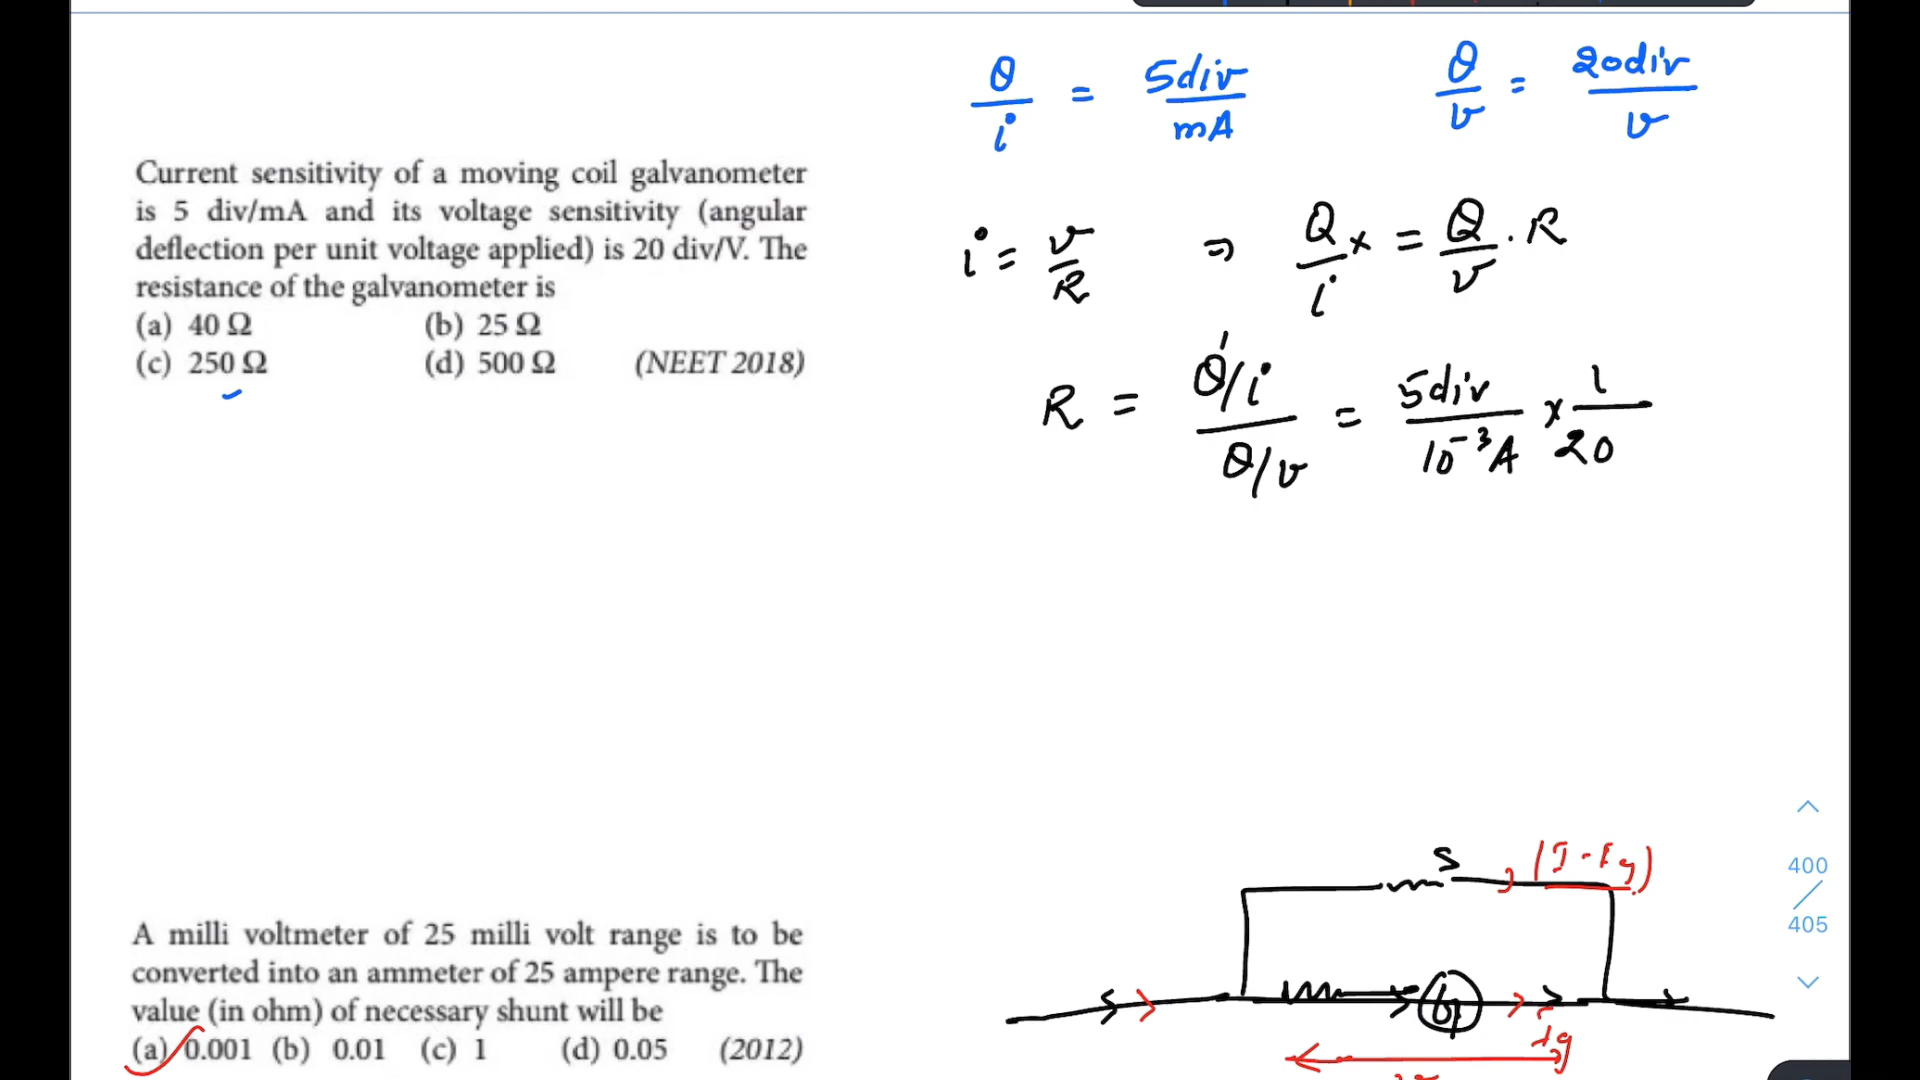 θ/i = 5div/mA    θ/v = 20div/v
Current sensitivity of a moving coil galvanometer
is 5 div/mA and its voltage sensitivity (angular
deflection per unit voltage applied) is 20 div/V. The
resistance of the galvanometer is
(a) 40 Ω (b) 25 Ω
(c) 250 Ω (d) 500 Ω (NEET 2018)
i = v/R ⇒ θ/i × = θ/v . R
R = θ/i / θ/v = 5div/10⁻³A × 1/20
A milli voltmeter of 25 milli volt range is to be
converted into an ammeter of 25 ampere range. The
value (in ohm) of necessary shunt will be
(a) 0.001 (b) 0.01 (c) 1 (d) 0.05 (2012)
S (I-Ig)
G
Ig
400
/
405